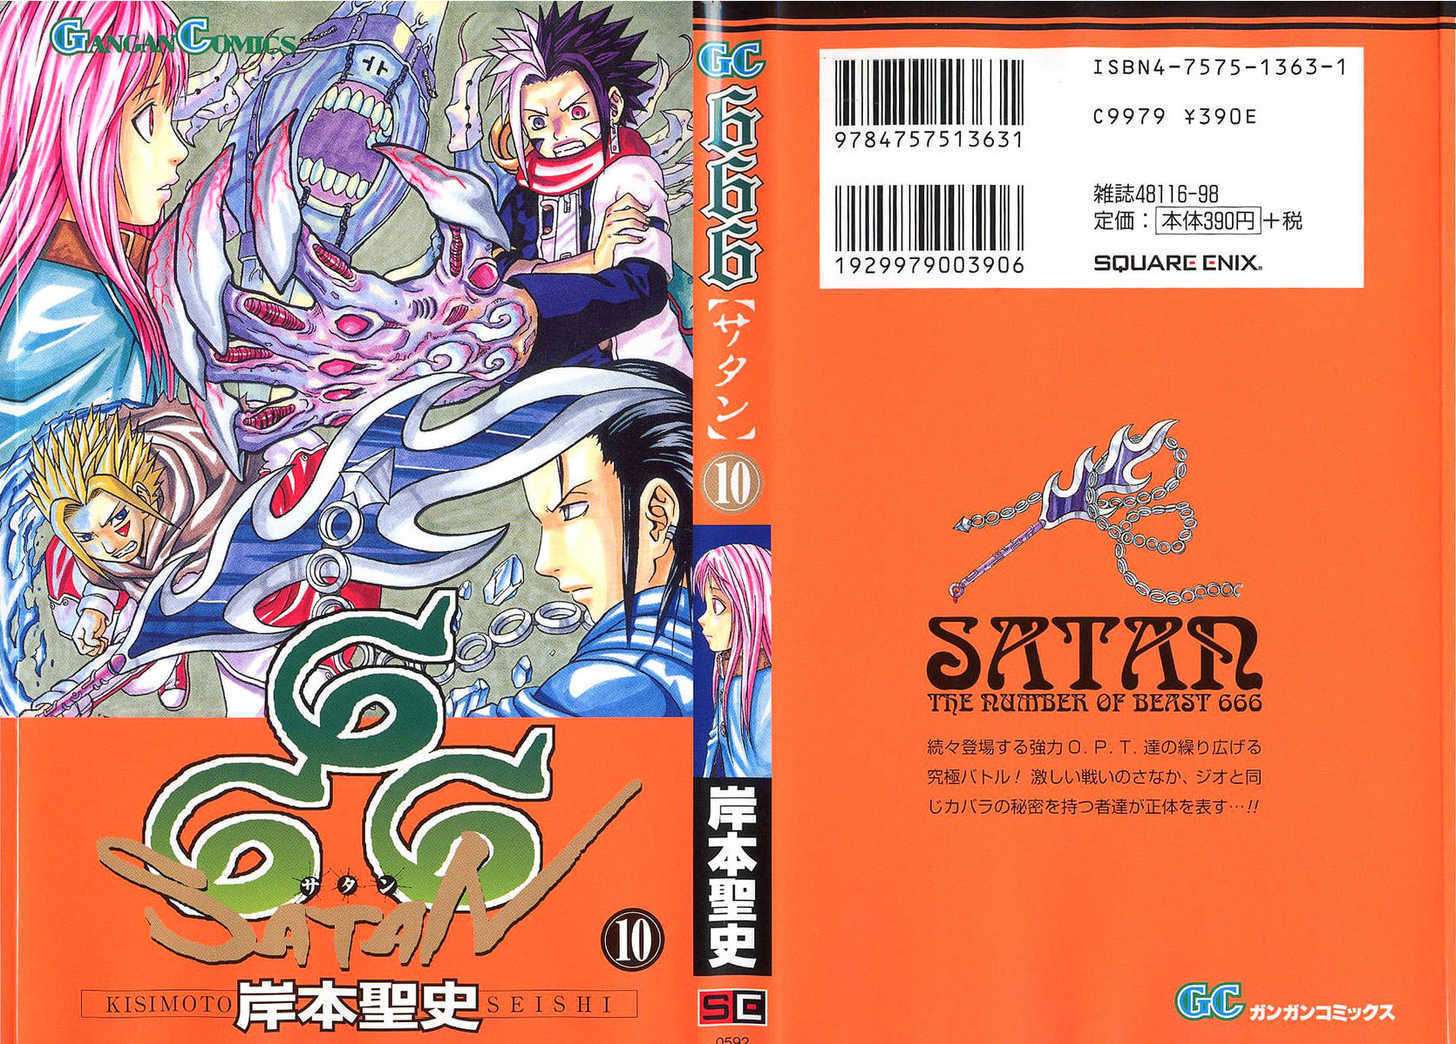 GANGAN COMICS
666
サタン
SATAN
10
KISIMOTO 岸本聖史 SEISHI
GC
666
【サタン】
10
岸本聖史
SE
ISBN4-7575-1363-1
C9979 ¥390E
9784757513631
雑誌48116-98
定価：本体390円+税
1929979003906
SQUARE ENIX®
SATAN
THE NUMBER OF BEAST 666
続々登場する強力O.P.T.達の繰り広げる
究極バトル！激しい戦いのさなか、ジオと同
じカバラの秘密を持つ者達が正体を表す…!!
GC ガンガンコミックス